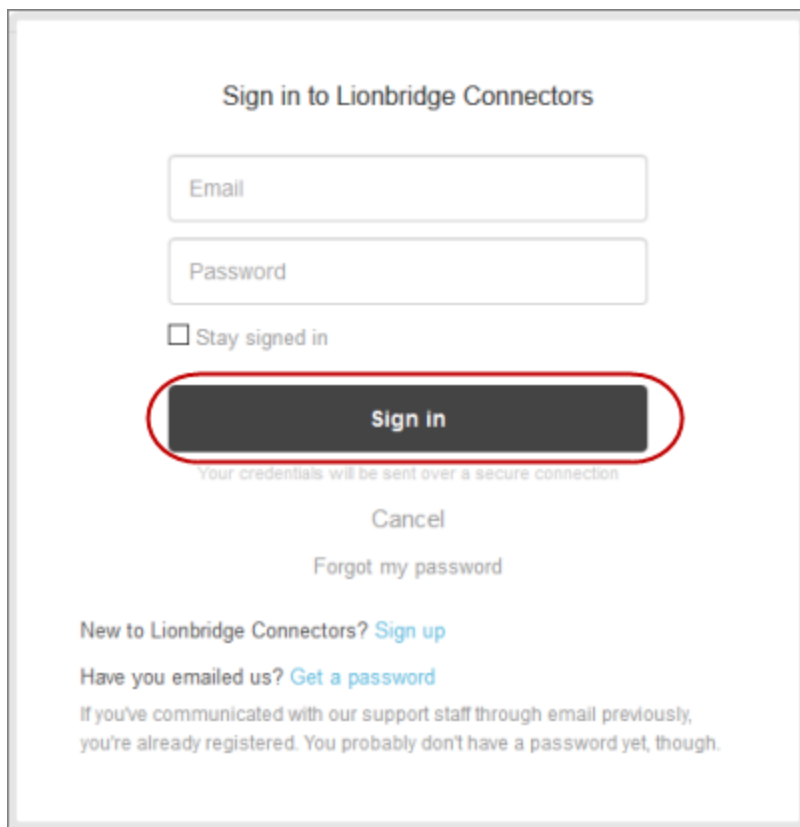 Sign in to Lionbridge Connectors
Email
Password
Stay signed in
Sign in
Your credentials will be sent over a secure connection
Cancel
Forgot my password
New to Lionbridge Connectors? Sign up
Have you emailed us? Get a password
If you've communicated with our support staff through email previously,
you're already registered. You probably don't have a password yet, though.